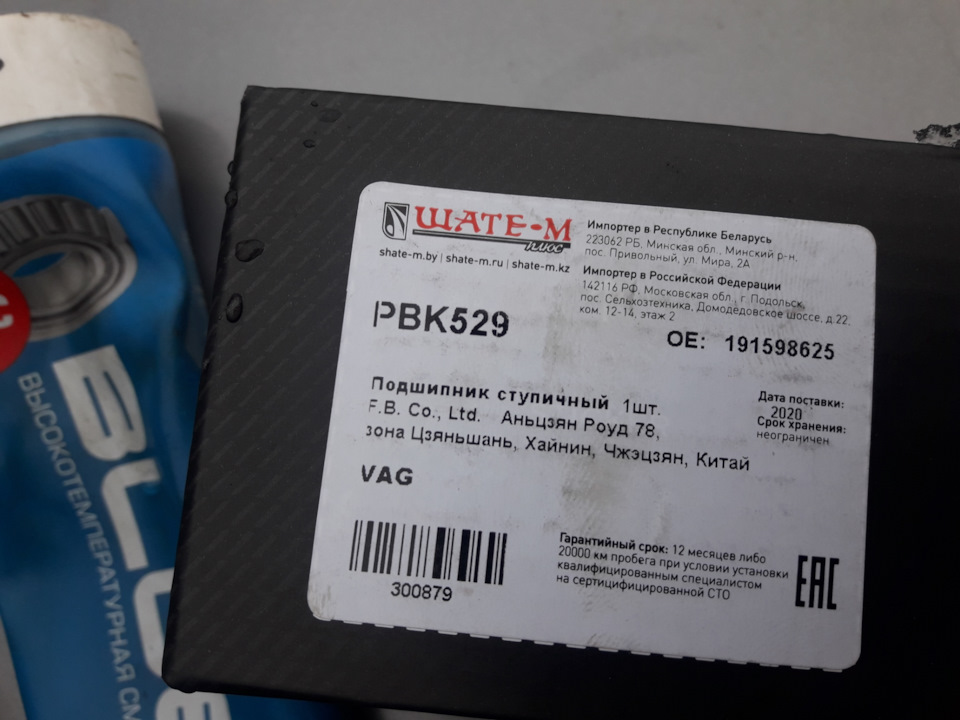 ШАТЕ-М
ПЛЮС
shate-m.by | shate-m.ru | shate-m.kz
Импортер в Республике Беларусь
223062 РБ, Минская обл., Минский р-н,
пос. Привольный, ул. Мира, 2А
Импортер в Российской Федерации
142116 РФ, Московская обл., г.Подольск,
пос. Сельхозтехника, Домодедовское шоссе, д.22,
ком. 12-14, этаж 2
PBK529
OE: 191598625
Подшипник ступичный 1шт.
F.B. Co., Ltd. Аньцзян Роуд 78,
зона Цзяньшань, Хайнин, Чжэцзян, Китай
Дата поставки:
2020
Срок хранения:
неограничен
VAG
300879
Гарантийный срок: 12 месяцев либо
20000 км пробега при условии установки
квалифицированным специалистом
на сертифицированной СТО
EAC
BLUE
ВЫСОКОТЕМПЕРАТУРНАЯ